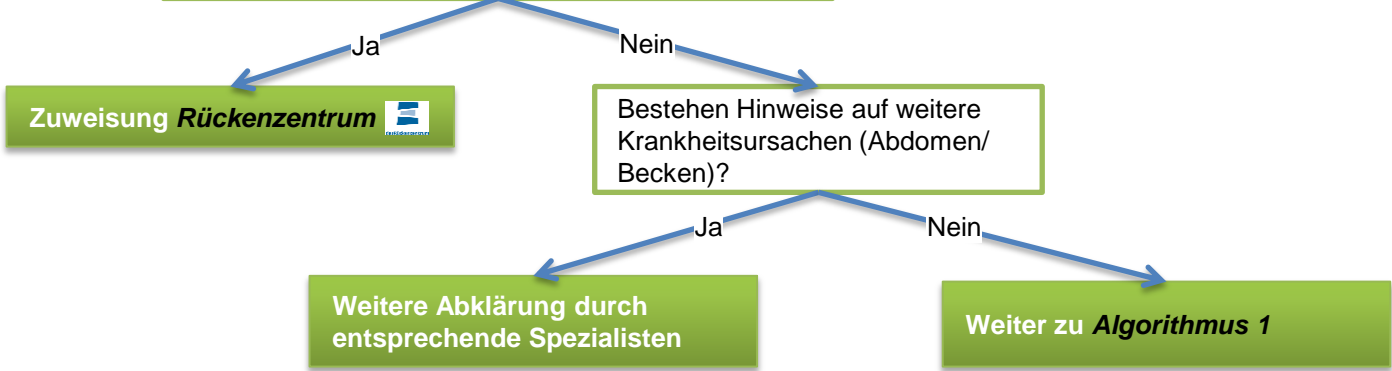 Ja
Nein
Zuweisung Rückenzentrum
Bestehen Hinweise auf weitere
Krankheitsursachen (Abdomen/
Becken)?
Ja
Nein
Weitere Abklärung durch
entsprechende Spezialisten
Weiter zu Algorithmus 1